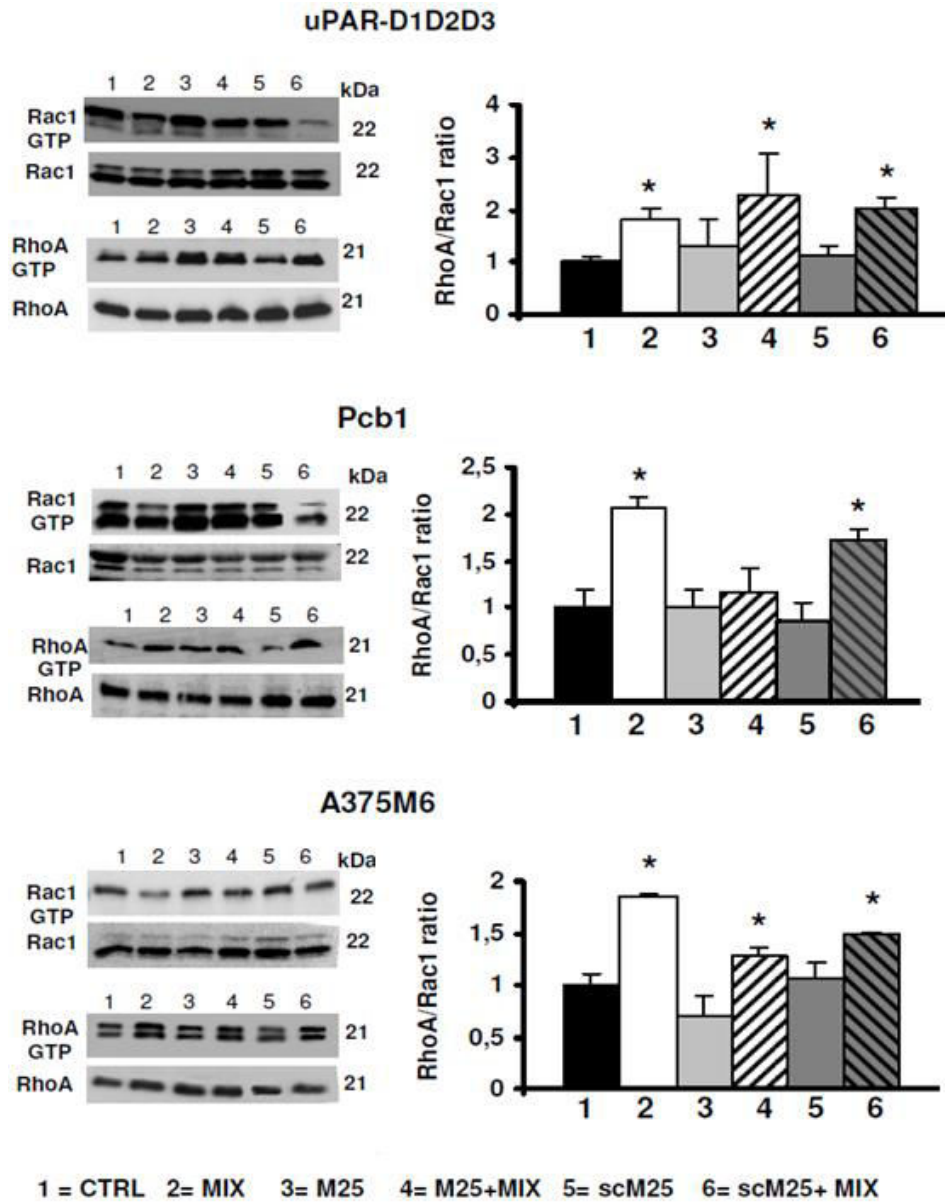 uPAR-D1D2D3
1 2 3 4 5 6 kDa
Rac1 GTP 22
Rac1 22
1 2 3 4 5 6
RhoA GTP 21
RhoA 21
RhoA/Rac1 ratio
4
3
2
1
0
* * *
1 2 3 4 5 6
Pcb1
1 2 3 4 5 6 kDa
Rac1 GTP 22
Rac1 22
1 2 3 4 5 6
RhoA GTP 21
RhoA 21
RhoA/Rac1 ratio
2,5
2
1,5
1
0,5
0
* *
1 2 3 4 5 6
A375M6
1 2 3 4 5 6 kDa
Rac1 GTP 22
Rac1 22
1 2 3 4 5 6
RhoA GTP 21
RhoA 21
RhoA/Rac1 ratio
2
1,5
1
0,5
0
* * *
1 2 3 4 5 6
1 = CTRL 2= MIX 3= M25 4= M25+MIX 5= scM25 6= scM25+ MIX